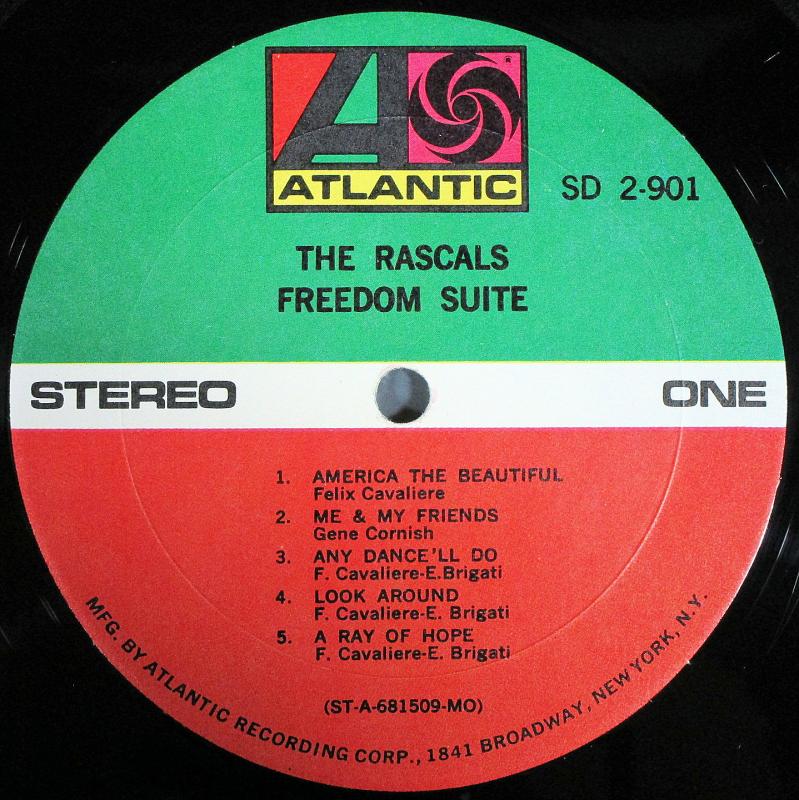 ATLANTIC
®
SD 2-901
THE RASCALS
FREEDOM SUITE
STEREO
ONE
1. AMERICA THE BEAUTIFUL
Felix Cavaliere
2. ME & MY FRIENDS
Gene Cornish
3. ANY DANCE'LL DO
F. Cavaliere-E.Brigati
4. LOOK AROUND
F. Cavaliere-E. Brigati
5. A RAY OF HOPE
F. Cavaliere-E. Brigati
(ST-A-681509-MO)
MFG. BY ATLANTIC RECORDING CORP., 1841 BROADWAY, NEW YORK, N.Y.